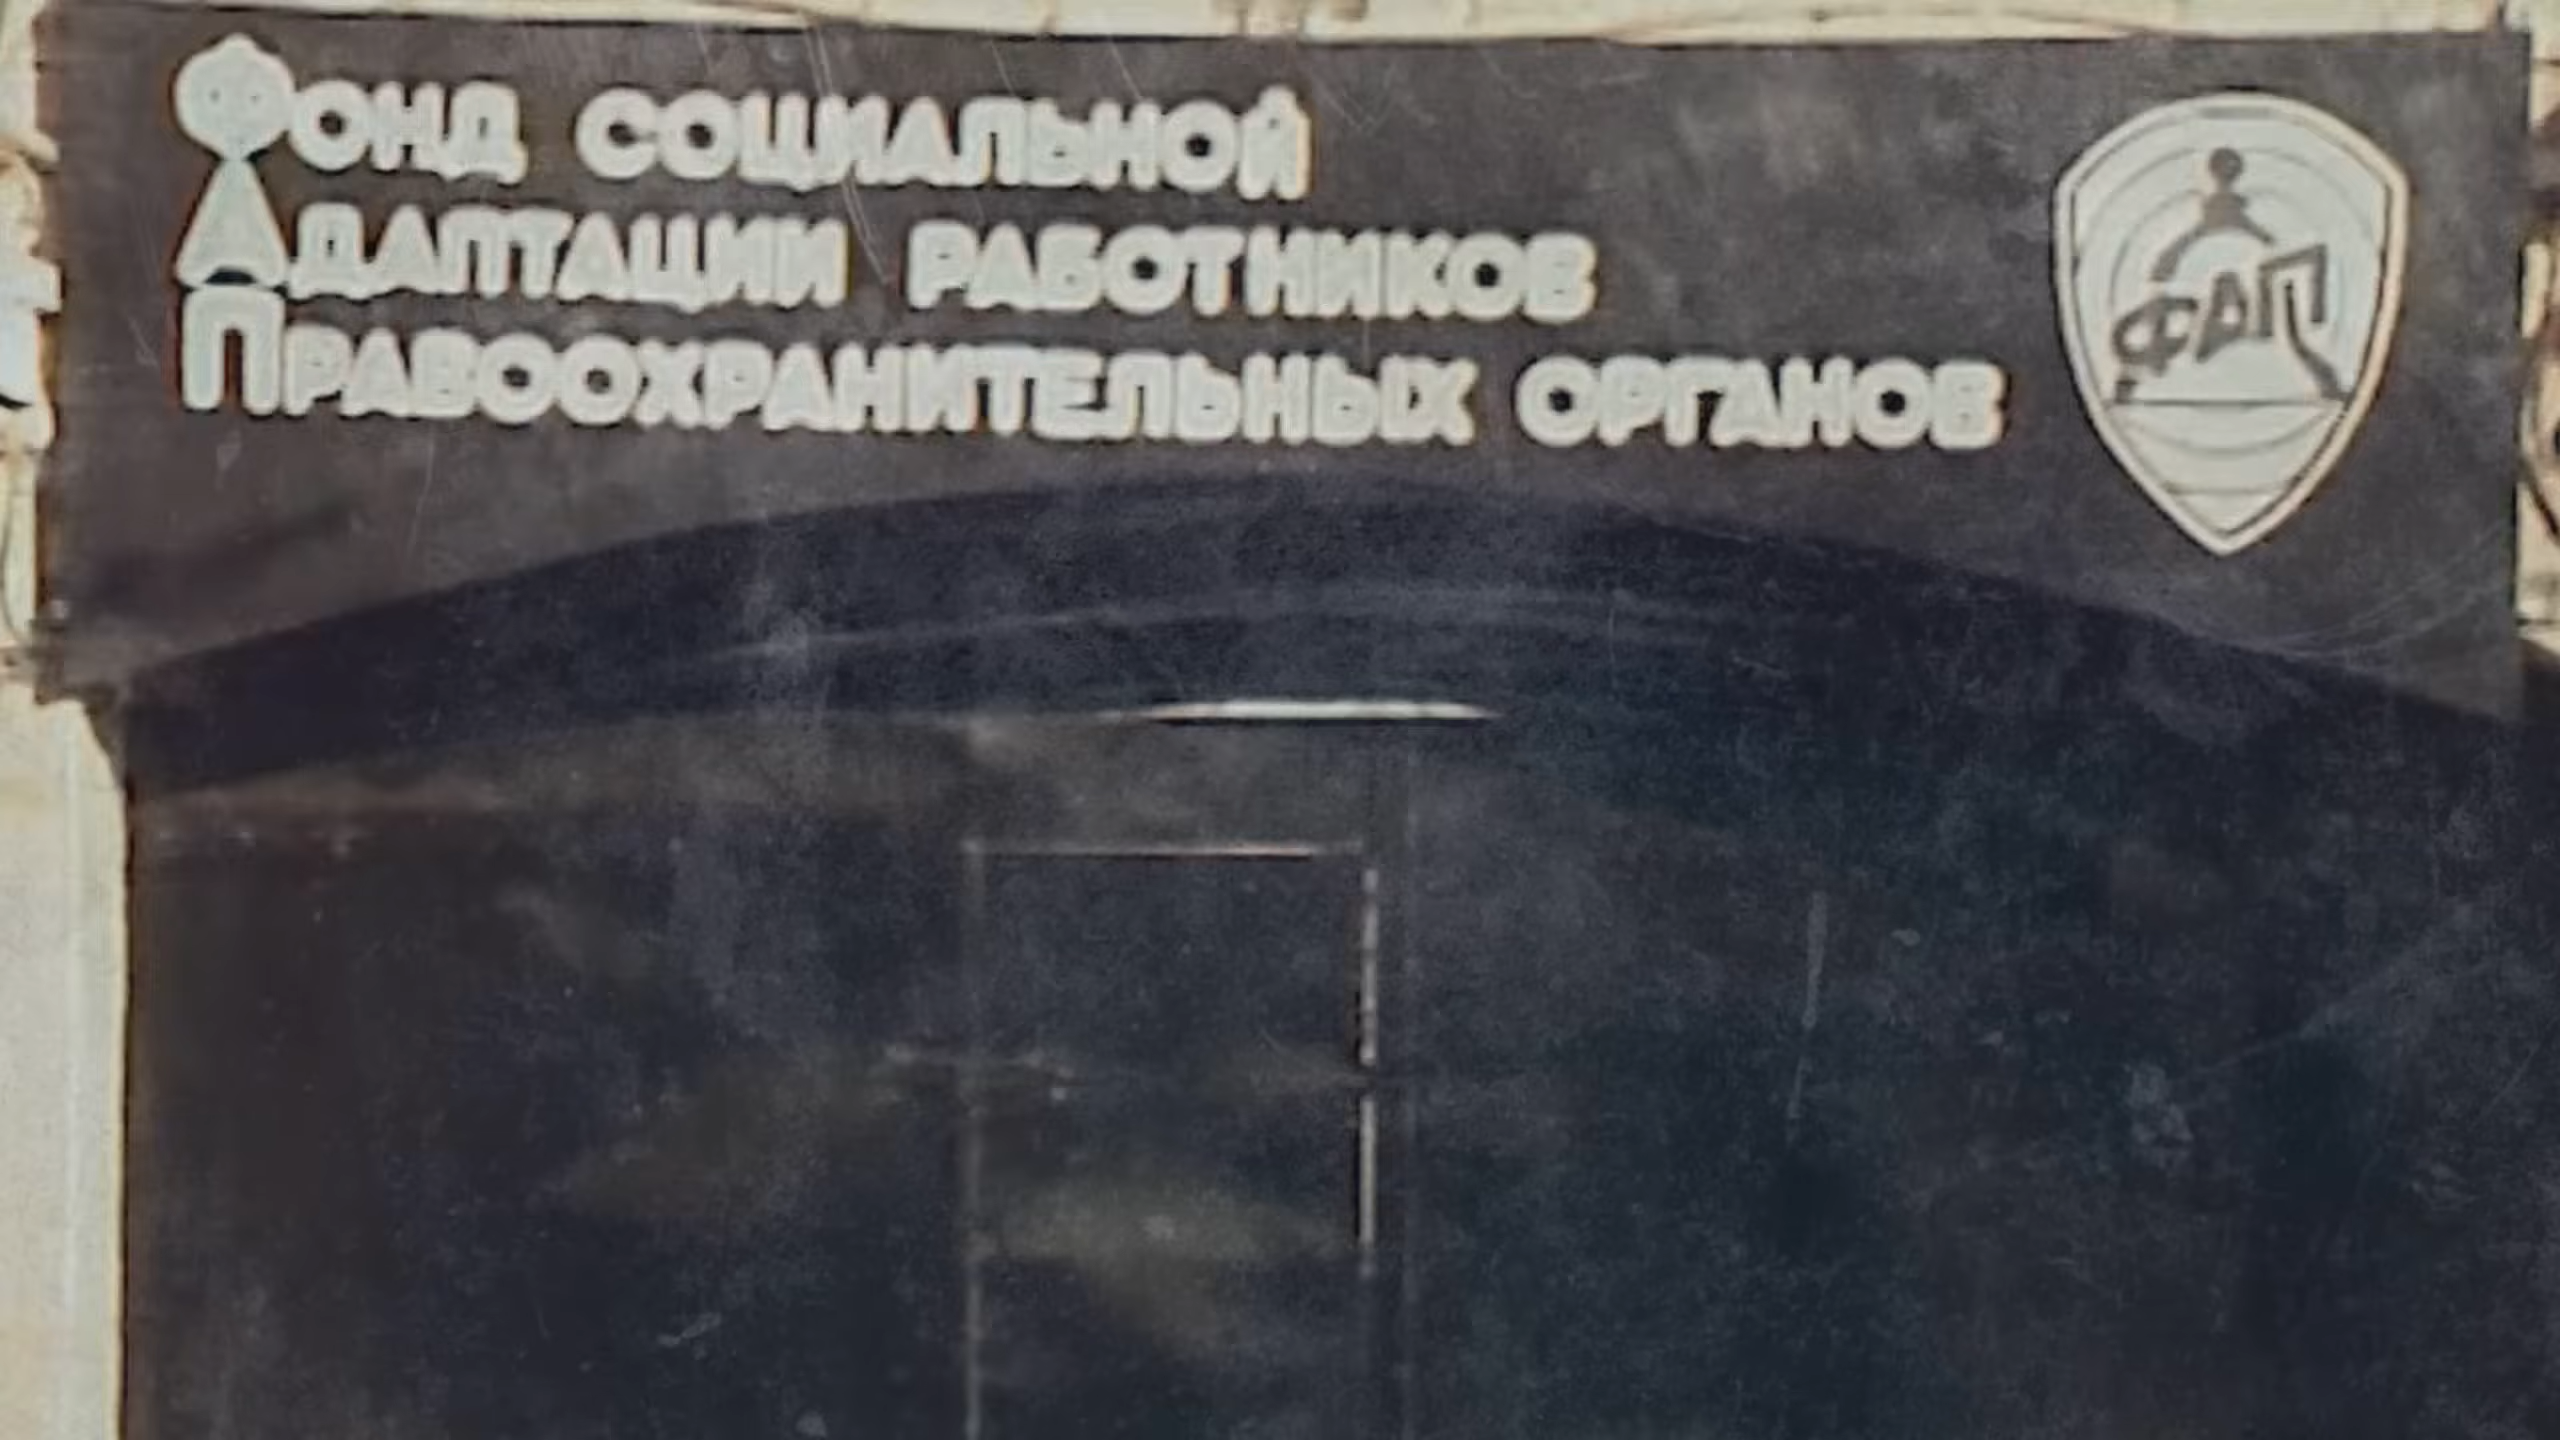 Фонд социальной
Адаптации работников
Правоохранительных органов
ФАП